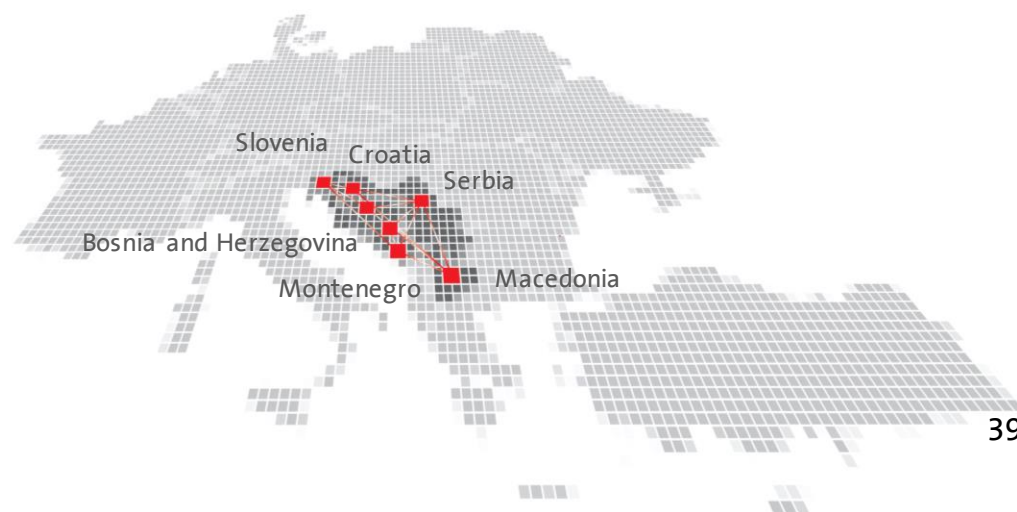 Slovenia
Croatia
Serbia
Bosnia and Herzegovina
Montenegro
Macedonia
39